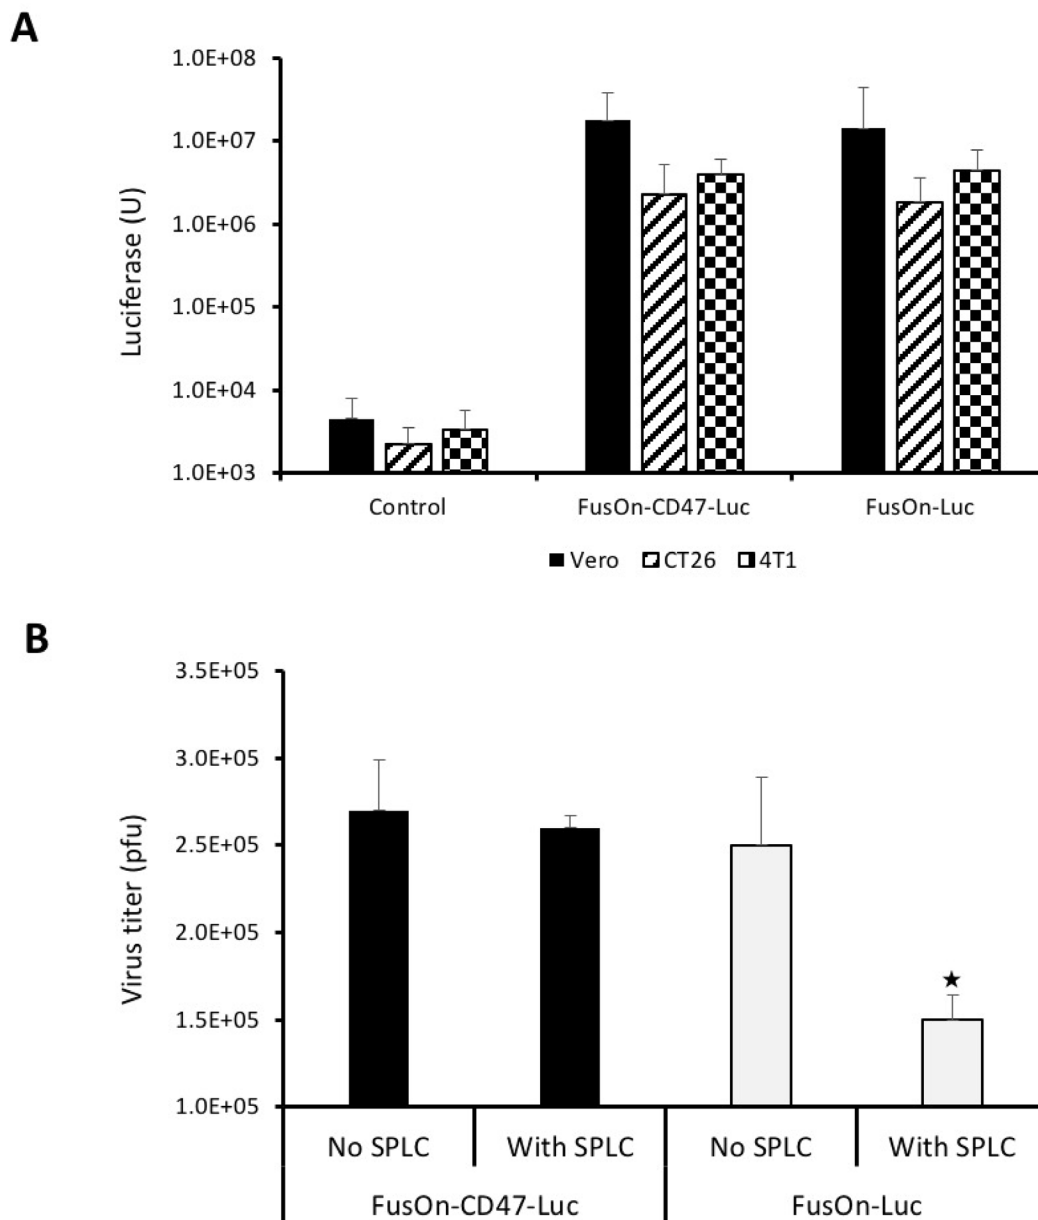 A
1.0E+08
1.0E+07
1.0E+06
1.0E+05
1.0E+04
1.0E+03
Luciferase (U)
Control FusOn-CD47-Luc FusOn-Luc
Vero CT26 4T1
B
3.5E+05
3.0E+05
2.5E+05
2.0E+05
1.5E+05
1.0E+05
Virus titer (pfu)
No SPLC With SPLC No SPLC With SPLC
FusOn-CD47-Luc FusOn-Luc